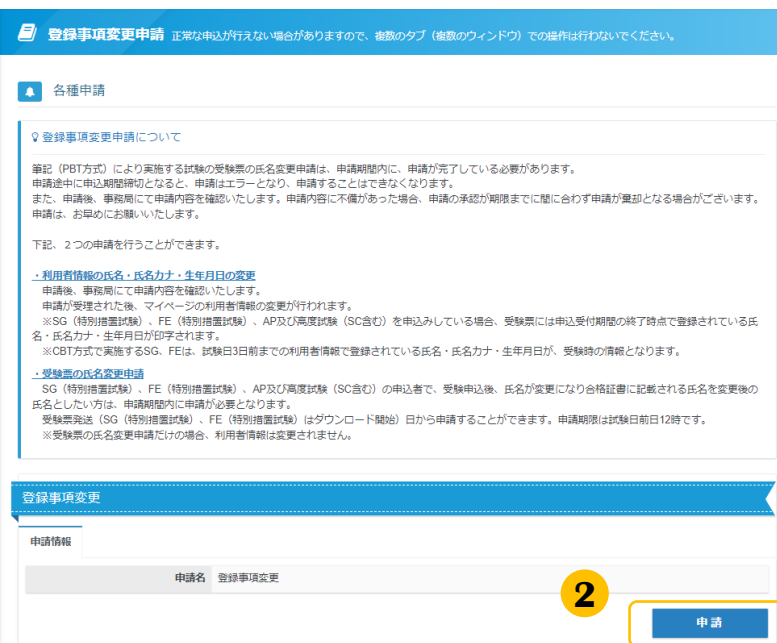 登録事項変更申請 正常な申込が行えない場合がありますので、複数のタブ（複数のウィンドウ）での操作は行わないでください。
各種申請
登録事項変更申請について
筆記（PBT方式）により実施する試験の受験票の氏名変更申請は、申請期間内に、申請が完了している必要があります。
申請途中に申込期間締切となると、申請はエラーとなり、申請することはできなくなります。
また、申請後、事務局にて申請内容を確認いたします。申請内容に不備があった場合、申請の承認が期限までに間に合わず申請が棄却となる場合がございます。
申請は、お早めにお願いいたします。
下記、２つの申請を行うことができます。
・利用者情報の氏名・氏名カナ・生年月日の変更
申請後、事務局にて申請内容を確認いたします。
申請が受理された後、マイページの利用者情報の変更が行われます。
※SG（特別措置試験）、FE（特別措置試験）、AP及び高度試験（SC含む）を申込みしている場合、受験票には申込受付期間の終了時点で登録されている氏
名・氏名カナ・生年月日が印字されます。
※CBT方式で実施するSG、FEは、試験日3日前までの利用者情報で登録されている氏名・氏名カナ・生年月日が、受験時の情報となります。
・受験票の氏名変更申請
SG（特別措置試験）、FE（特別措置試験）、AP及び高度試験（SC含む）の申込者で、受験申込後、氏名が変更になり合格証書に記載される氏名を変更後の
氏名としたい方は、申請期間内に申請が必要となります。
受験票発送（SG（特別措置試験）、FE（特別措置試験）はダウンロード開始）日から申請することができます。申請期限は試験日前日12時です。
※受験票の氏名変更申請だけの場合、利用者情報は変更されません。
登録事項変更
申請情報
申請名 登録事項変更
2
申請